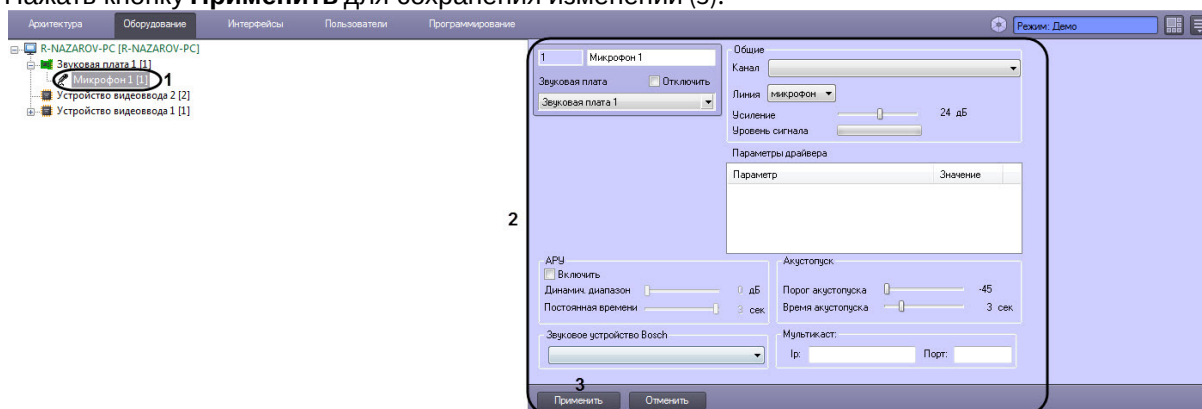 Нажать кнопку Применить для сохранения изменений (3).
Архитектура Оборудование Интерфейсы Пользователи Программирование
Режим: Демо
R-NAZAROV-PC [R-NAZAROV-PC]
Звуковая плата 1 [1]
Микрофон 1 [1] 1
Устройство видеоввода 2 [2]
Устройство видеоввода 1 [1]
2
1 Микрофон 1
Звуковая плата Отключить
Звуковая плата 1
Общие
Канал
Линия микрофон
Усиление 24 дБ
Уровень сигнала
Параметры драйвера
Параметр Значение
АРУ
Включить
Динамич. диапазон 0 дБ
Постоянная времени 3 сек
Акустопуск
Порог акустопуска -45
Время акустопуска 3 сек
Звуковое устройство Bosch
Мультикаст:
Ip: Порт:
3
Применить Отменить